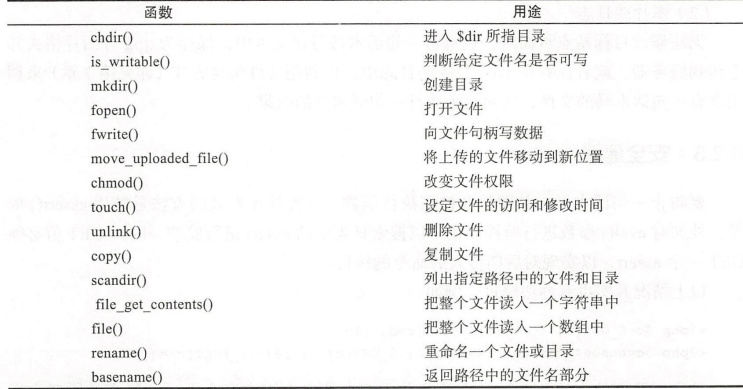 函数 用途
chdir() 进入 $dir 所指目录
is_writable() 判断给定文件名是否可写
mkdir() 创建目录
fopen() 打开文件
fwrite() 向文件句柄写数据
move_uploaded_file() 将上传的文件移动到新位置
chmod() 改变文件权限
touch() 设定文件的访问和修改时间
unlink() 删除文件
copy() 复制文件
scandir() 列出指定路径中的文件和目录
file_get_contents() 把整个文件读入一个字符串中
file() 把整个文件读入一个数组中
rename() 重命名一个文件或目录
basename() 返回路径中的文件名部分